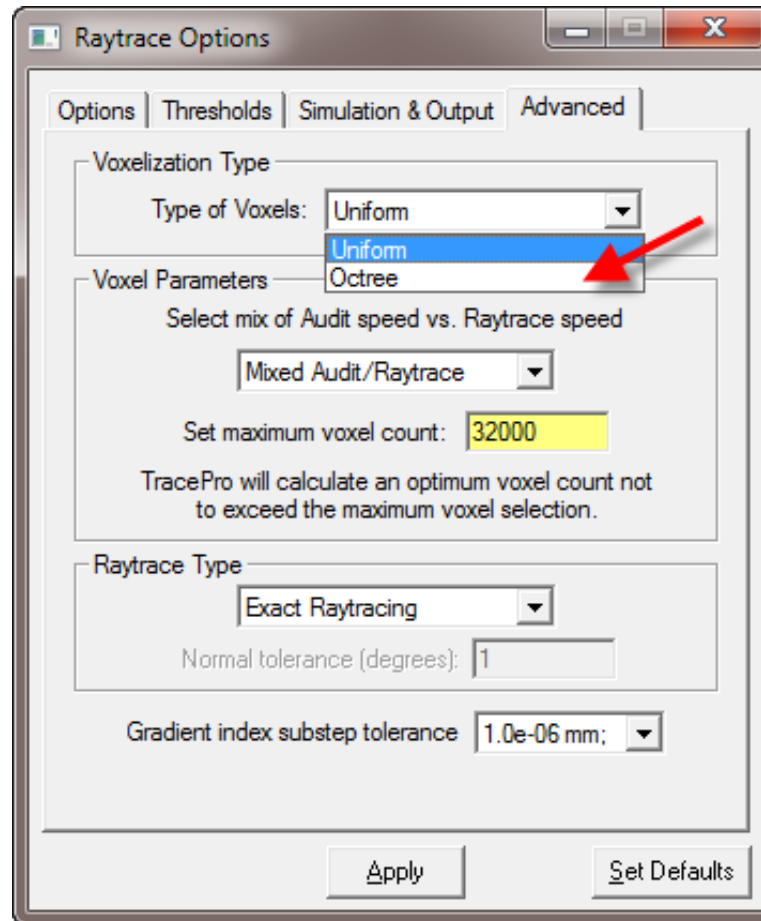 Raytrace Options
Options Thresholds Simulation & Output Advanced
Voxelization Type
Type of Voxels: Uniform
Uniform
Octree
Voxel Parameters
Select mix of Audit speed vs. Raytrace speed
Mixed Audit/Raytrace
Set maximum voxel count: 32000
TracePro will calculate an optimum voxel count not
to exceed the maximum voxel selection.
Raytrace Type
Exact Raytracing
Normal tolerance (degrees): 1
Gradient index substep tolerance 1.0e-06 mm;
Apply Set Defaults